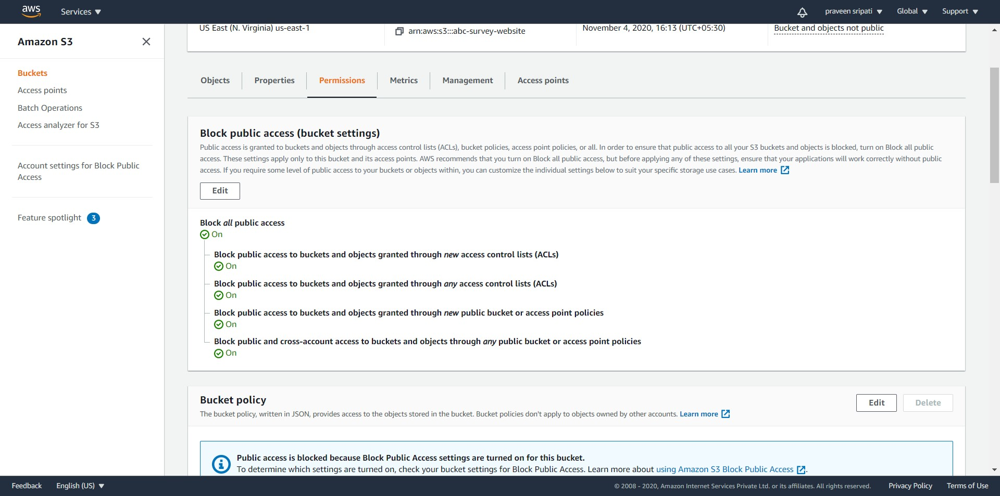 aws
Services
praveen sripati
Global
Support
Amazon S3
Buckets
Access points
Batch Operations
Access analyzer for S3
Account settings for Block Public
Access
Feature spotlight 3
US East (N. Virginia) us-east-1
arn:aws:s3:::abc-survey-website
November 4, 2020, 16:13 (UTC+05:30)
Bucket and objects not public
Objects
Properties
Permissions
Metrics
Management
Access points
Block public access (bucket settings)
Public access is granted to buckets and objects through access control lists (ACLs), bucket policies, access point policies, or all. In order to ensure that public access to all your S3 buckets and objects is blocked, turn on Block all public
access. These settings apply only to this bucket and its access points. AWS recommends that you turn on Block all public access, but before applying any of these settings, ensure that your applications will work correctly without public
access. If you require some level of public access to your buckets or objects within, you can customize the individual settings below to suit your specific storage use cases. Learn more
Edit
Block all public access
On
Block public access to buckets and objects granted through new access control lists (ACLs)
On
Block public access to buckets and objects granted through any access control lists (ACLs)
On
Block public access to buckets and objects granted through new public bucket or access point policies
On
Block public and cross-account access to buckets and objects through any public bucket or access point policies
On
Bucket policy
The bucket policy, written in JSON, provides access to the objects stored in the bucket. Bucket policies don't apply to objects owned by other accounts. Learn more
Edit
Delete
Public access is blocked because Block Public Access settings are turned on for this bucket.
To determine which settings are turned on, check your bucket settings for Block Public Access. Learn more about using Amazon S3 Block Public Access.
Feedback
English (US)
© 2008 - 2020, Amazon Internet Services Private Ltd. or its affiliates. All rights reserved.
Privacy Policy
Terms of Use